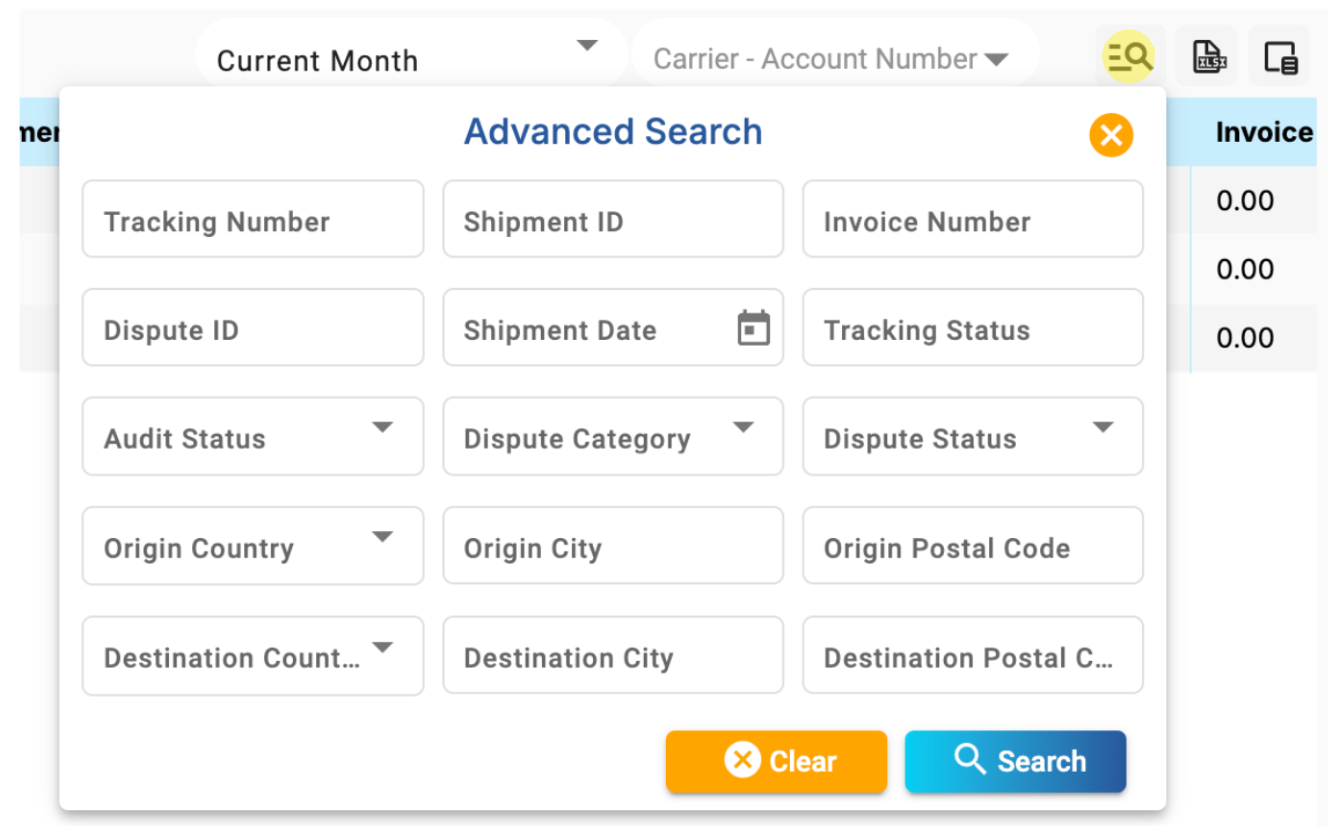 Current Month
Carrier - Account Number
XLSX
mer
Invoice
Advanced Search
0.00
0.00
0.00
Tracking Number
Shipment ID
Invoice Number
Dispute ID
Shipment Date
Tracking Status
Audit Status
Dispute Category
Dispute Status
Origin Country
Origin City
Origin Postal Code
Destination Count...
Destination City
Destination Postal C...
Clear
Search